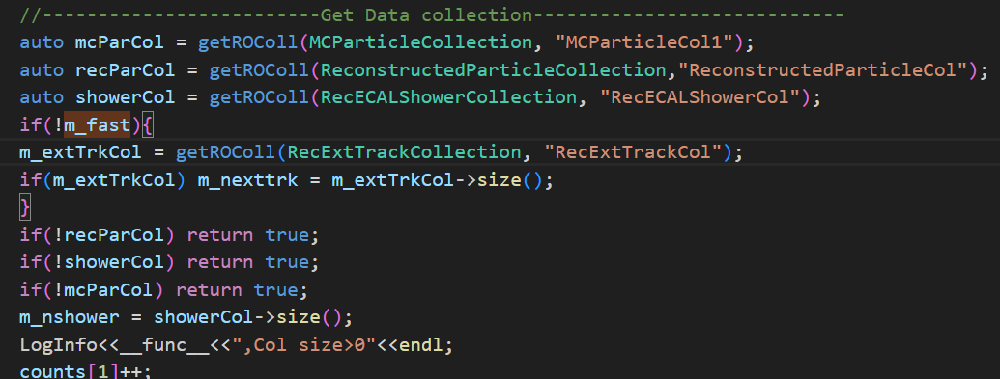 //-------------------------Get Data collection----------------------------
auto mcParCol = getROColl(MCParticleCollection, "MCParticleCol1");
auto recParCol = getROColl(ReconstructedParticleCollection,"ReconstructedParticleCol");
auto showerCol = getROColl(RecECALShowerCollection, "RecECALShowerCol");
if(!m_fast){
m_extTrkCol = getROColl(RecExtTrackCollection, "RecExtTrackCol");
if(m_extTrkCol) m_nexttrk = m_extTrkCol->size();
}
if(!recParCol) return true;
if(!showerCol) return true;
if(!mcParCol) return true;
m_nshower = showerCol->size();
LogInfo<<__func__<<",Col size>0"<<endl;
counts[1]++;